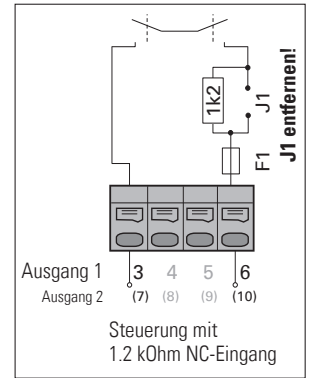 1k2
J1
J1 entfernen!
F1
Ausgang 1 3 4 5 6
Ausgang 2 (7) (8) (9) (10)
Steuerung mit
1.2 kOhm NC-Eingang